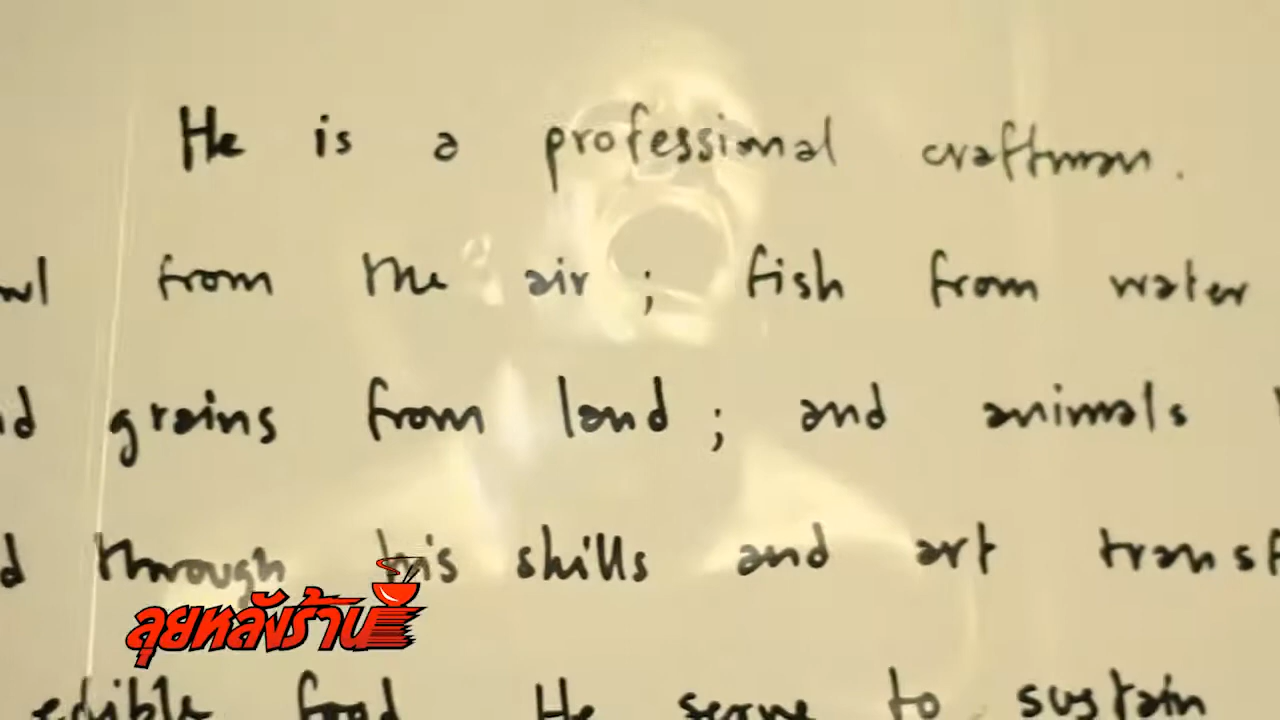 He is a professional craftman.
from the air ; fish from water
grains from land ; and animals
through his skills and art
edible food He serve to sustain
ลุยหลังร้าน